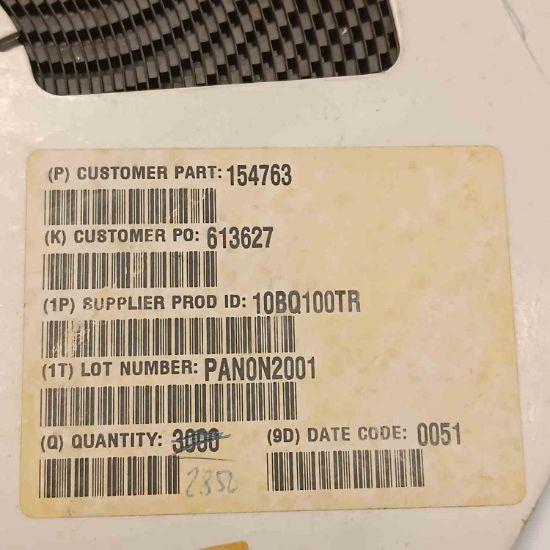 (P) CUSTOMER PART: 154763
(K) CUSTOMER PO: 613627
(1P) SUPPLIER PROD ID: 10BQ100TR
(1T) LOT NUMBER: PAN0N2001
(Q) QUANTITY: 3000 (9D) DATE CODE: 0051